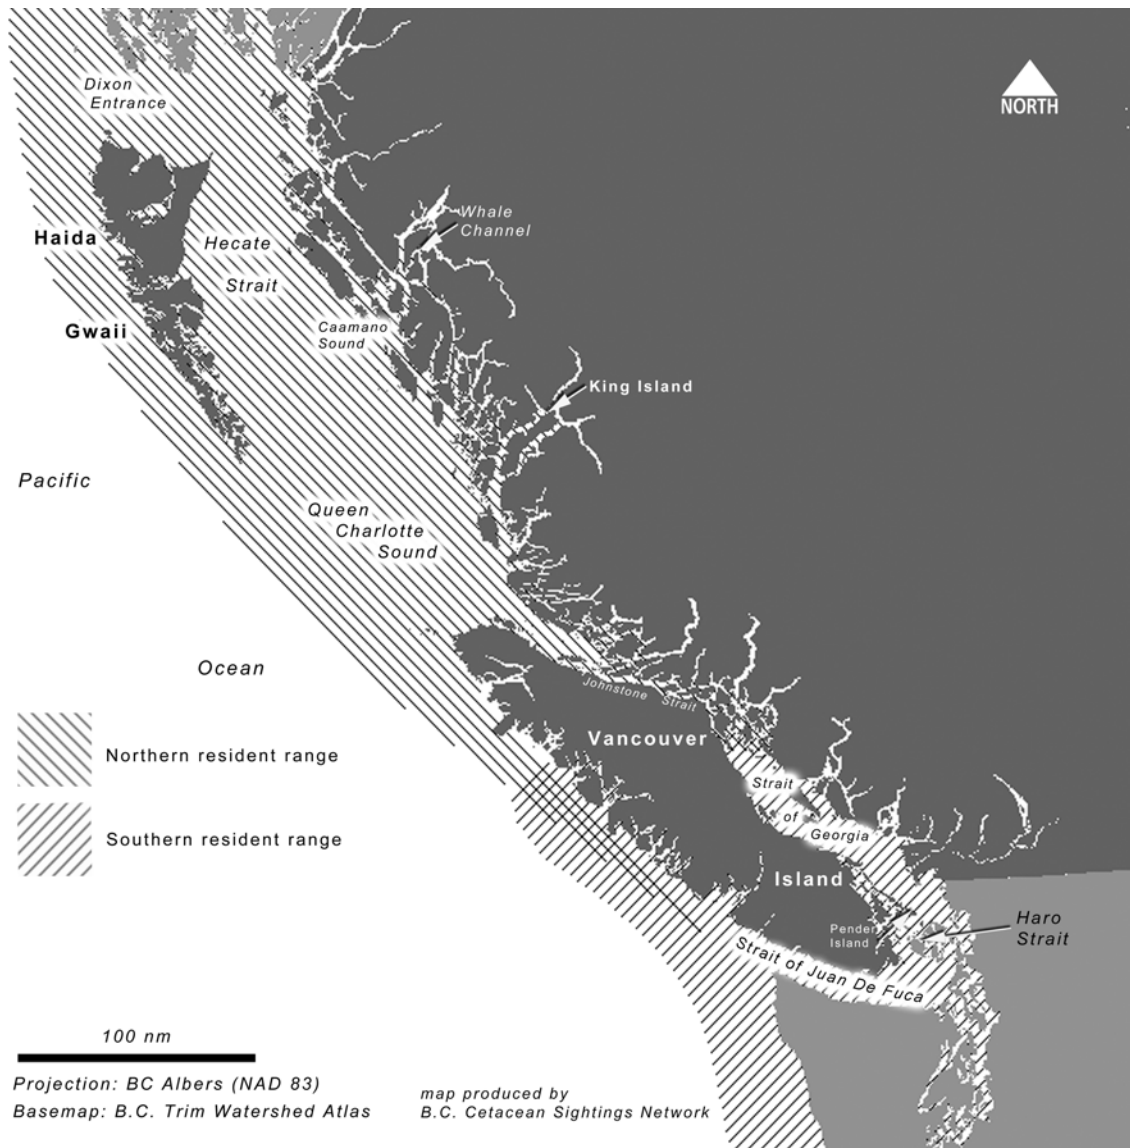 Dixon
Entrance
NORTH
Whale
Channel
Haida
Hecate
Strait
Gwaii
Caamano
Sound
King Island
Pacific
Queen
Charlotte
Sound
Ocean
Johnstone Strait
Vancouver
Northern resident range
Strait
of
Georgia
Southern resident range
Island
Pender
Island
Haro
Strait
Strait of Juan De Fuca
100 nm
Projection: BC Albers (NAD 83)
Basemap: B.C. Trim Watershed Atlas
map produced by
B.C. Cetacean Sightings Network